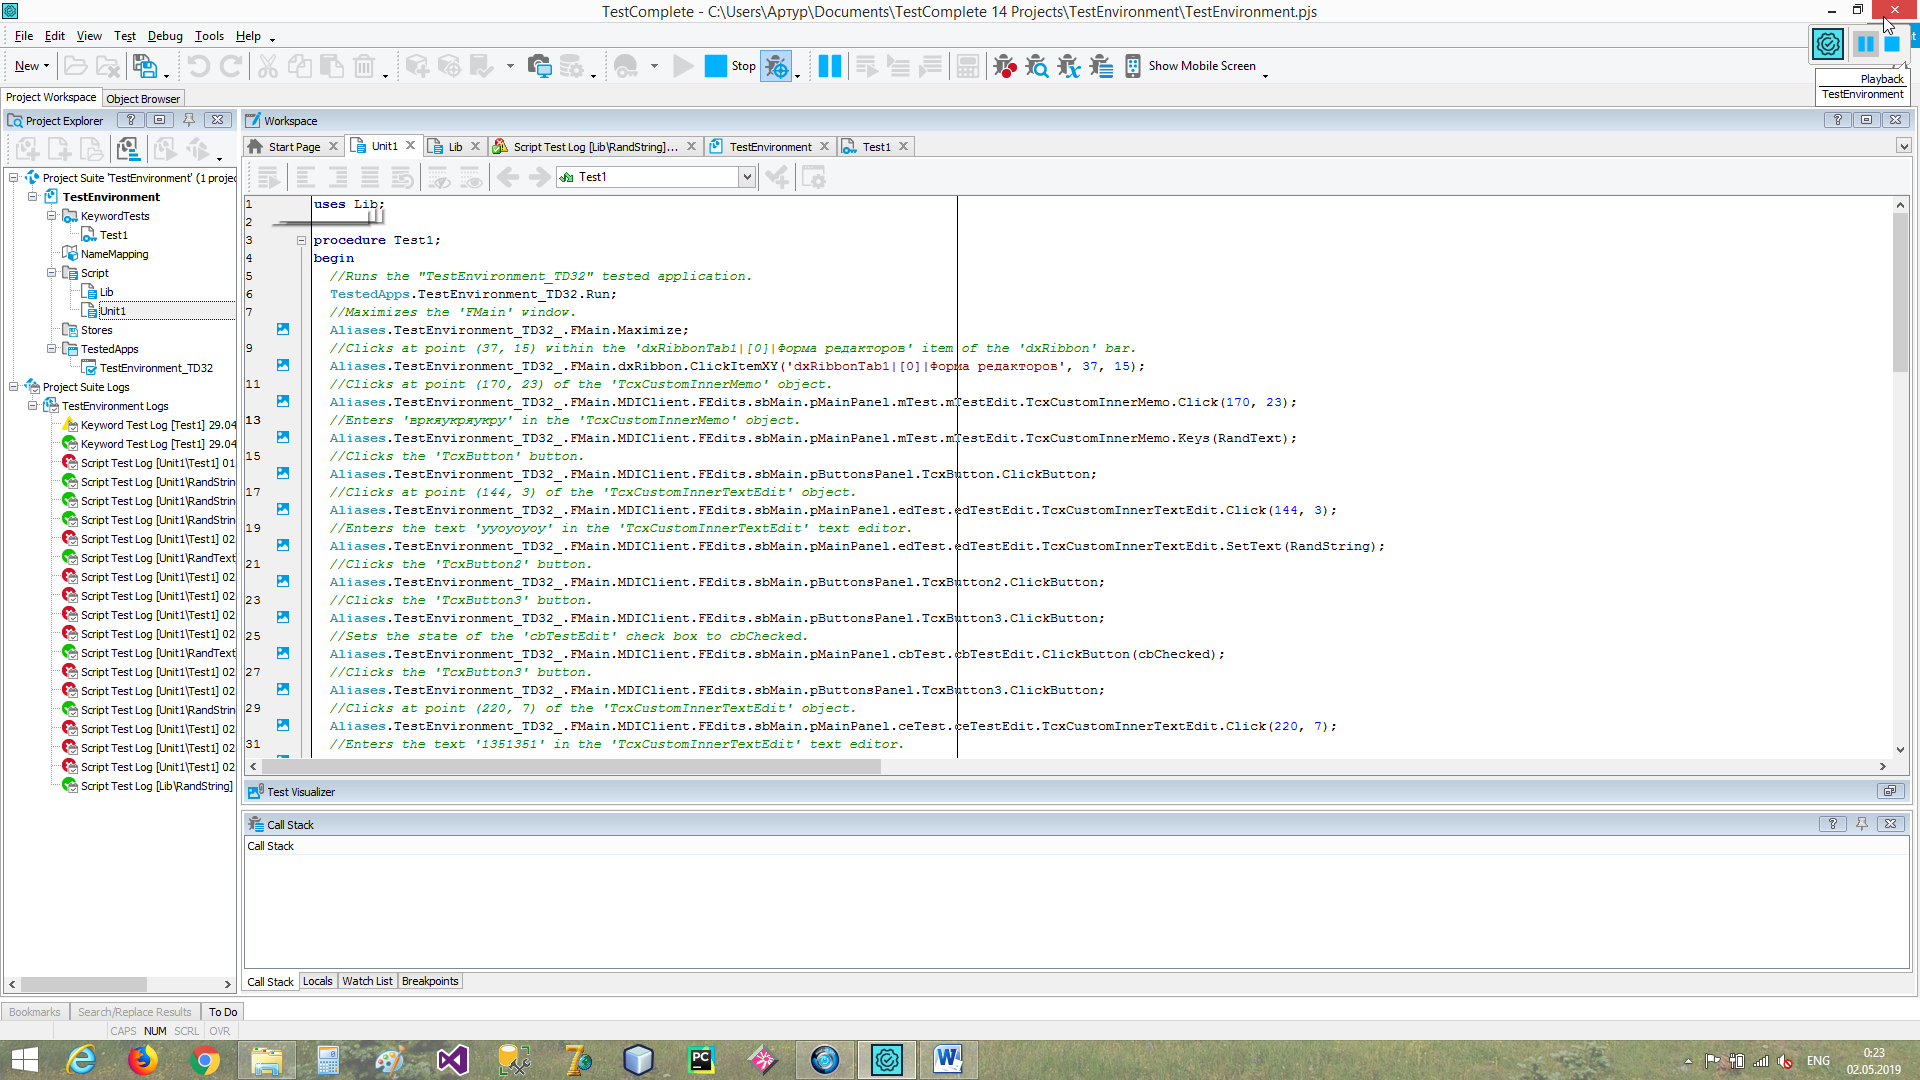 TestComplete - C:\Users\Артур\Documents\TestComplete 14 Projects\TestEnvironment\TestEnvironment.pjs
File Edit View Test Debug Tools Help
New Stop Show Mobile Screen
Playback
TestEnvironment
Project Workspace Object Browser
Project Explorer
Workspace
Start Page Unit1 Lib Script Test Log [Lib\RandString]... TestEnvironment Test1
Test1
Project Suite 'TestEnvironment' (1 projec
TestEnvironment
KeywordTests
Test1
NameMapping
Script
Lib
Unit1
Stores
TestedApps
TestEnvironment_TD32
Project Suite Logs
TestEnvironment Logs
Keyword Test Log [Test1] 29.04
Keyword Test Log [Test1] 29.04
Script Test Log [Unit1\Test1] 01
Script Test Log [Unit1\RandStrin
Script Test Log [Unit1\RandStrin
Script Test Log [Unit1\RandStrin
Script Test Log [Unit1\Test1] 02
Script Test Log [Unit1\RandText
Script Test Log [Unit1\Test1] 02
Script Test Log [Unit1\Test1] 02
Script Test Log [Unit1\Test1] 02
Script Test Log [Unit1\Test1] 02
Script Test Log [Unit1\RandText
Script Test Log [Unit1\Test1] 02
Script Test Log [Unit1\Test1] 02
Script Test Log [Unit1\RandStrin
Script Test Log [Unit1\Test1] 02
Script Test Log [Unit1\Test1] 02
Script Test Log [Unit1\Test1] 02
Script Test Log [Lib\RandString]
1 uses Lib;
2
3 procedure Test1;
4 begin
5 //Runs the "TestEnvironment_TD32" tested application.
6 TestedApps.TestEnvironment_TD32.Run;
7 //Maximizes the 'FMain' window.
Aliases.TestEnvironment_TD32_.FMain.Maximize;
9 //Clicks at point (37, 15) within the 'dxRibbonTab1|[0]|Форма редакторов' item of the 'dxRibbon' bar.
Aliases.TestEnvironment_TD32_.FMain.dxRibbon.ClickItemXY('dxRibbonTab1|[0]|Форма редакторов', 37, 15);
11 //Clicks at point (170, 23) of the 'TcxCustomInnerMemo' object.
Aliases.TestEnvironment_TD32_.FMain.MDIClient.FEdits.sbMain.pMainPanel.mTest.mTestEdit.TcxCustomInnerMemo.Click(170, 23);
13 //Enters 'вркяукряукру' in the 'TcxCustomInnerMemo' object.
Aliases.TestEnvironment_TD32_.FMain.MDIClient.FEdits.sbMain.pMainPanel.mTest.mTestEdit.TcxCustomInnerMemo.Keys(RandText);
15 //Clicks the 'TcxButton' button.
Aliases.TestEnvironment_TD32_.FMain.MDIClient.FEdits.sbMain.pButtonsPanel.TcxButton.ClickButton;
17 //Clicks at point (144, 3) of the 'TcxCustomInnerTextEdit' object.
Aliases.TestEnvironment_TD32_.FMain.MDIClient.FEdits.sbMain.pMainPanel.edTest.edTestEdit.TcxCustomInnerTextEdit.Click(144, 3);
19 //Enters the text 'yyoyoyoy' in the 'TcxCustomInnerTextEdit' text editor.
Aliases.TestEnvironment_TD32_.FMain.MDIClient.FEdits.sbMain.pMainPanel.edTest.edTestEdit.TcxCustomInnerTextEdit.SetText(RandString);
21 //Clicks the 'TcxButton2' button.
Aliases.TestEnvironment_TD32_.FMain.MDIClient.FEdits.sbMain.pButtonsPanel.TcxButton2.ClickButton;
23 //Clicks the 'TcxButton3' button.
Aliases.TestEnvironment_TD32_.FMain.MDIClient.FEdits.sbMain.pButtonsPanel.TcxButton3.ClickButton;
25 //Sets the state of the 'cbTestEdit' check box to cbChecked.
Aliases.TestEnvironment_TD32_.FMain.MDIClient.FEdits.sbMain.pMainPanel.cbTest.cbTestEdit.ClickButton(cbChecked);
27 //Clicks the 'TcxButton3' button.
Aliases.TestEnvironment_TD32_.FMain.MDIClient.FEdits.sbMain.pButtonsPanel.TcxButton3.ClickButton;
29 //Clicks at point (220, 7) of the 'TcxCustomInnerTextEdit' object.
Aliases.TestEnvironment_TD32_.FMain.MDIClient.FEdits.sbMain.pMainPanel.ceTest.ceTestEdit.TcxCustomInnerTextEdit.Click(220, 7);
31 //Enters the text '1351351' in the 'TcxCustomInnerTextEdit' text editor.
Test Visualizer
Call Stack
Call Stack
Call Stack Locals Watch List Breakpoints
Bookmarks Search/Replace Results To Do
CAPS NUM SCRL OVR
ENG
0:23
02.05.2019